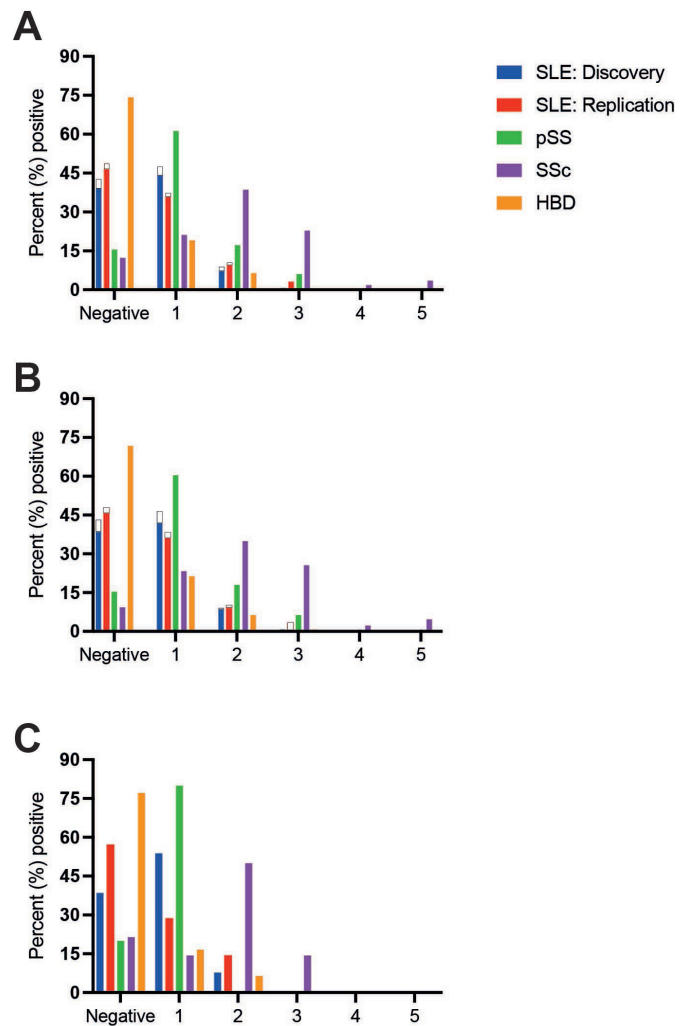 A
Percent (%) positive
90
75
60
45
30
15
0
Negative 1 2 3 4 5
SLE: Discovery
SLE: Replication
pSS
SSc
HBD
B
Percent (%) positive
90
75
60
45
30
15
0
Negative 1 2 3 4 5
C
Percent (%) positive
90
75
60
45
30
15
0
Negative 1 2 3 4 5